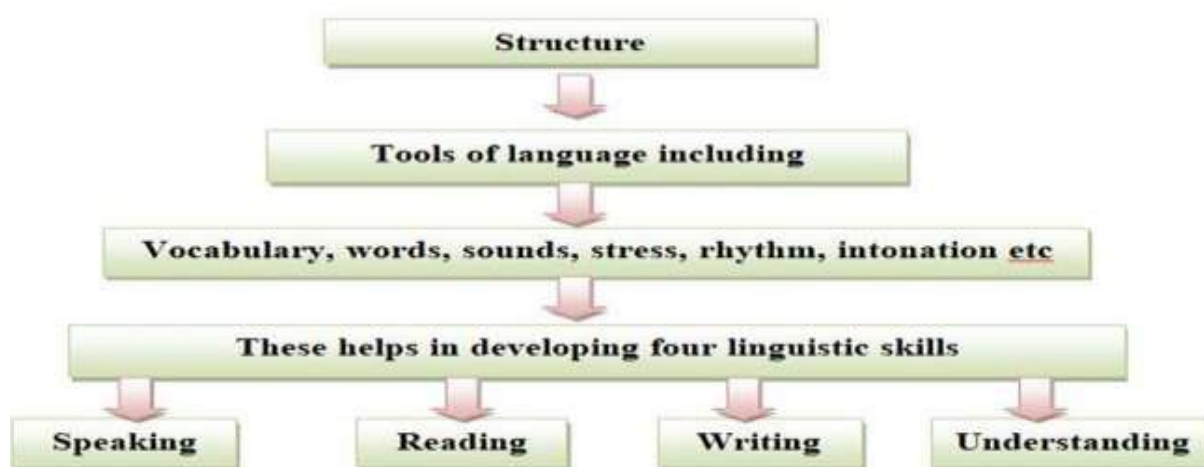 Structure
Tools of language including
Vocabulary, words, sounds, stress, rhythm, intonation etc
These helps in developing four linguistic skills
Speaking
Reading
Writing
Understanding